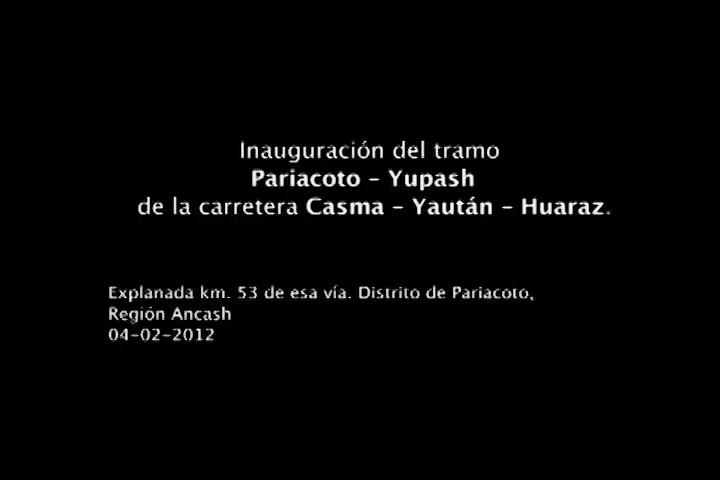 Inauguración del tramo
Pariacoto – Yupash
de la carretera Casma – Yaután – Huaraz.
Explanada km. 53 de esa vía. Distrito de Pariacoto,
Región Ancash
04-02-2012